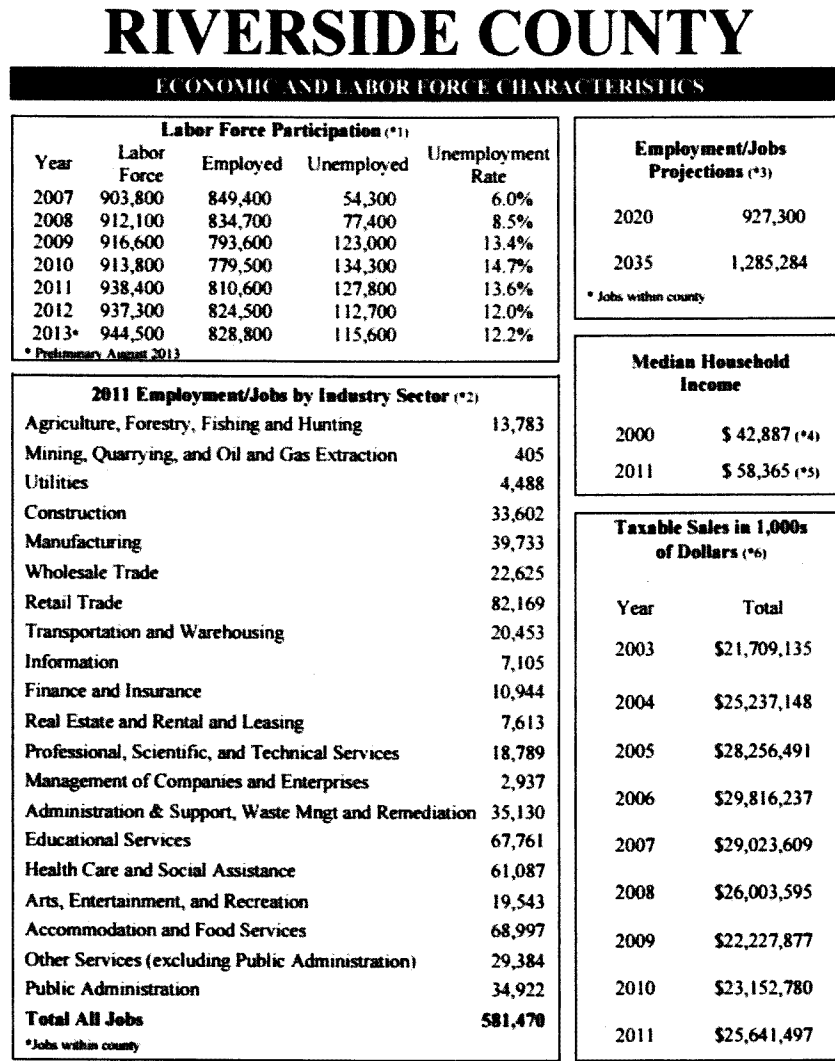 RIVERSIDE COUNTY
ECONOMIC AND LABOR FORCE CHARACTERISTICS
Labor Force Participation (*1)
Year Labor Force Employed Unemployed Unemployment Rate
2007 903,800 849,400 54,300 6.0%
2008 912,100 834,700 77,400 8.5%
2009 916,600 793,600 123,000 13.4%
2010 913,800 779,500 134,300 14.7%
2011 938,400 810,600 127,800 13.6%
2012 937,300 824,500 112,700 12.0%
2013* 944,500 828,800 115,600 12.2%
* Preliminary August 2013
2011 Employment/Jobs by Industry Sector (*2)
Agriculture, Forestry, Fishing and Hunting 13,783
Mining, Quarrying, and Oil and Gas Extraction 405
Utilities 4,488
Construction 33,602
Manufacturing 39,733
Wholesale Trade 22,625
Retail Trade 82,169
Transportation and Warehousing 20,453
Information 7,105
Finance and Insurance 10,944
Real Estate and Rental and Leasing 7,613
Professional, Scientific, and Technical Services 18,789
Management of Companies and Enterprises 2,937
Administration & Support, Waste Mngt and Remediation 35,130
Educational Services 67,761
Health Care and Social Assistance 61,087
Arts, Entertainment, and Recreation 19,543
Accommodation and Food Services 68,997
Other Services (excluding Public Administration) 29,384
Public Administration 34,922
Total All Jobs 581,470
*Jobs within county
Employment/Jobs
Projections (*3)
2020 927,300
2035 1,285,284
* Jobs within county
Median Household
Income
2000 $ 42,887 (*4)
2011 $ 58,365 (*5)
Taxable Sales in 1,000s
of Dollars (*6)
Year Total
2003 $21,709,135
2004 $25,237,148
2005 $28,256,491
2006 $29,816,237
2007 $29,023,609
2008 $26,003,595
2009 $22,227,877
2010 $23,152,780
2011 $25,641,497